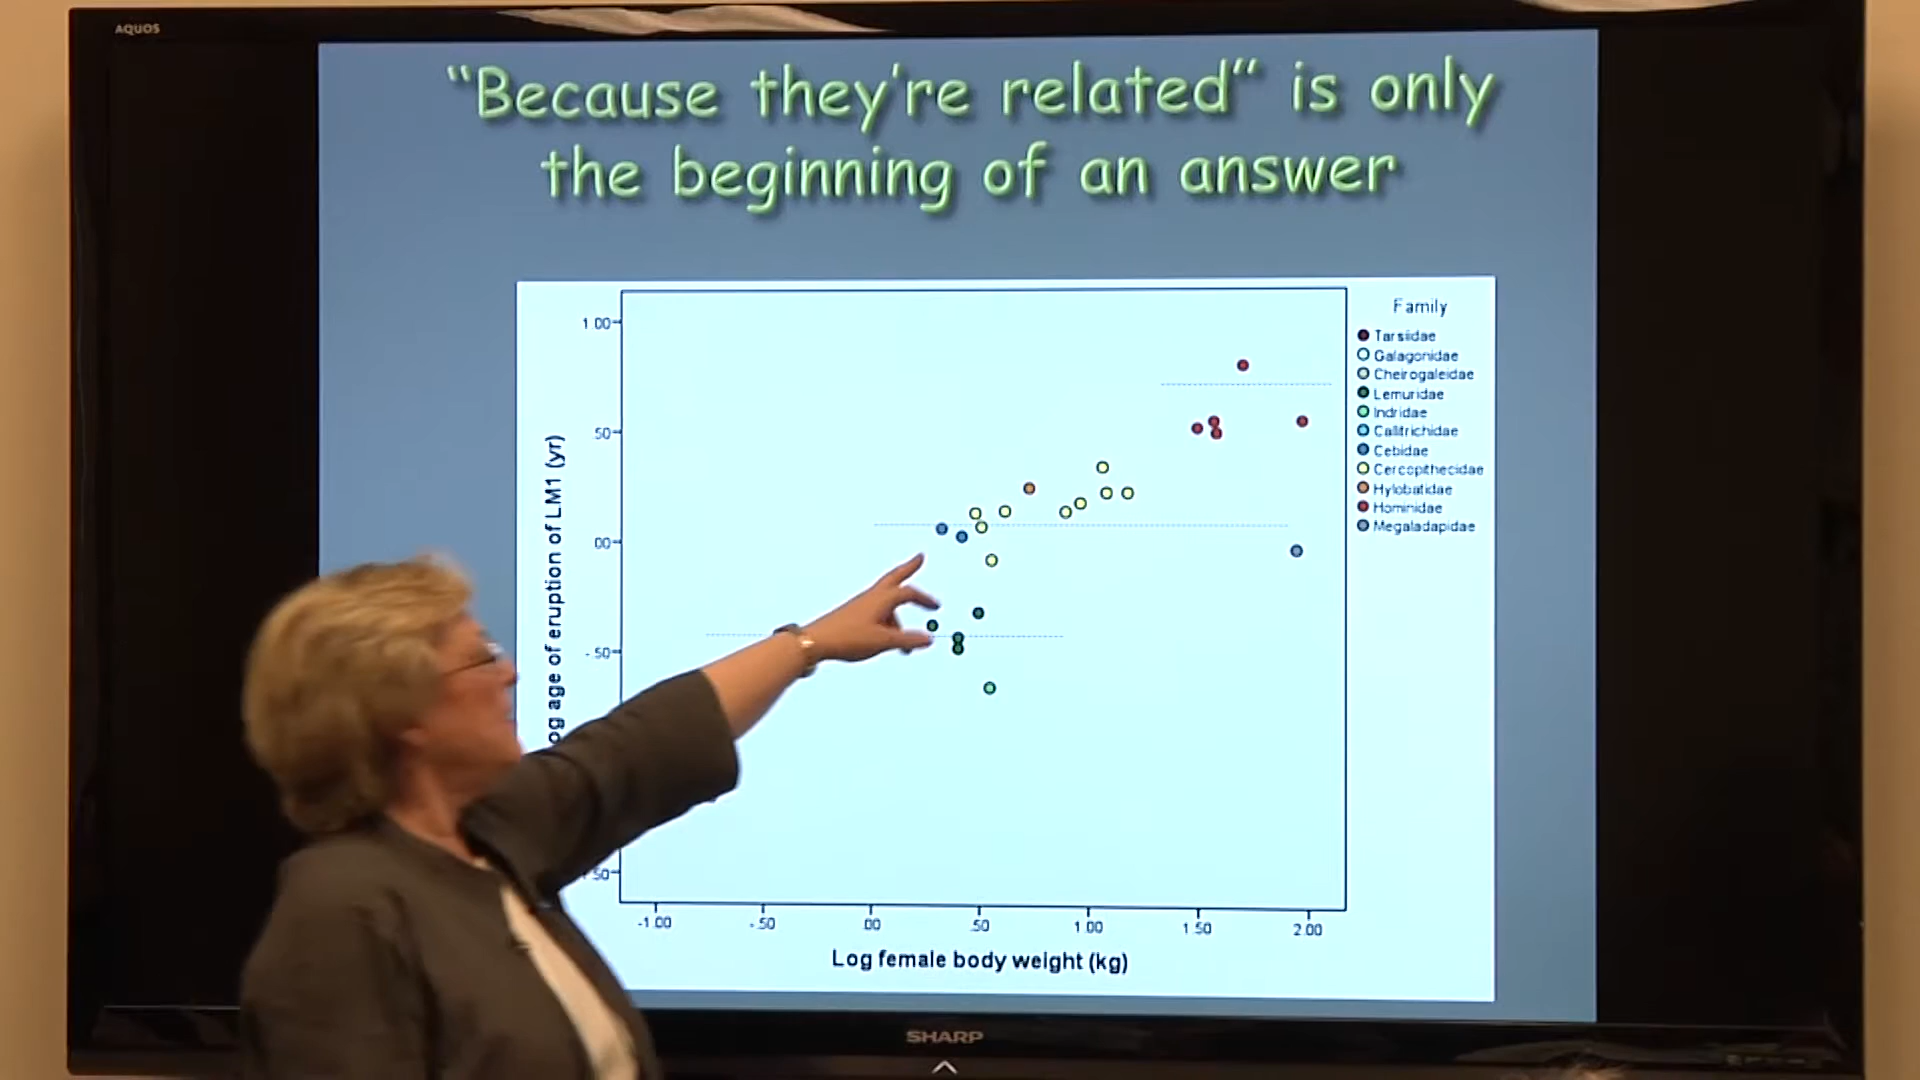 AQUOS
“Because they're related“ is only
the beginning of an answer
Family
Tarsiidae
Galagonidae
Cheirogaleidae
Lemuridae
Indridae
Callitrichidae
Cebidae
Cercopithecidae
Hylobatidae
Hominidae
Megaladapidae
1.00
.50
.00
-.50
age of eruption of LM1 (yr)
-1.00 -.50 .00 .50 1.00 1.50 2.00
Log female body weight (kg)
SHARP